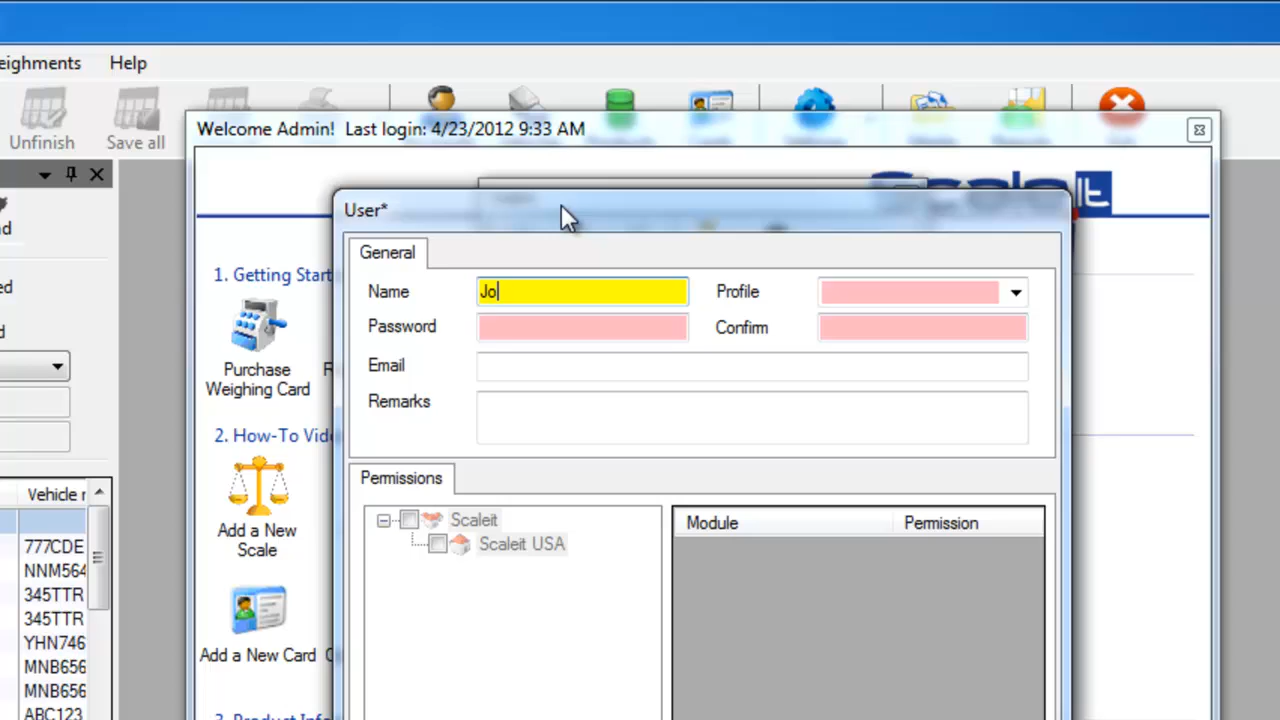 eighments Help
Unfinish Save all
Welcome Admin! Last login: 4/23/2012 9:33 AM
User*
General
Name Jo Profile
Password Confirm
Email
Remarks
Permissions
Scaleit
Scaleit USA
Module Permission
1. Getting Start
Purchase
Weighing Card
2. How-To Vid
Add a New
Scale
Add a New Card
d
ed
d
Vehicle r
777CDE
NNM564
345TTR
345TTR
YHN746
MNB656
MNB656
ABC123